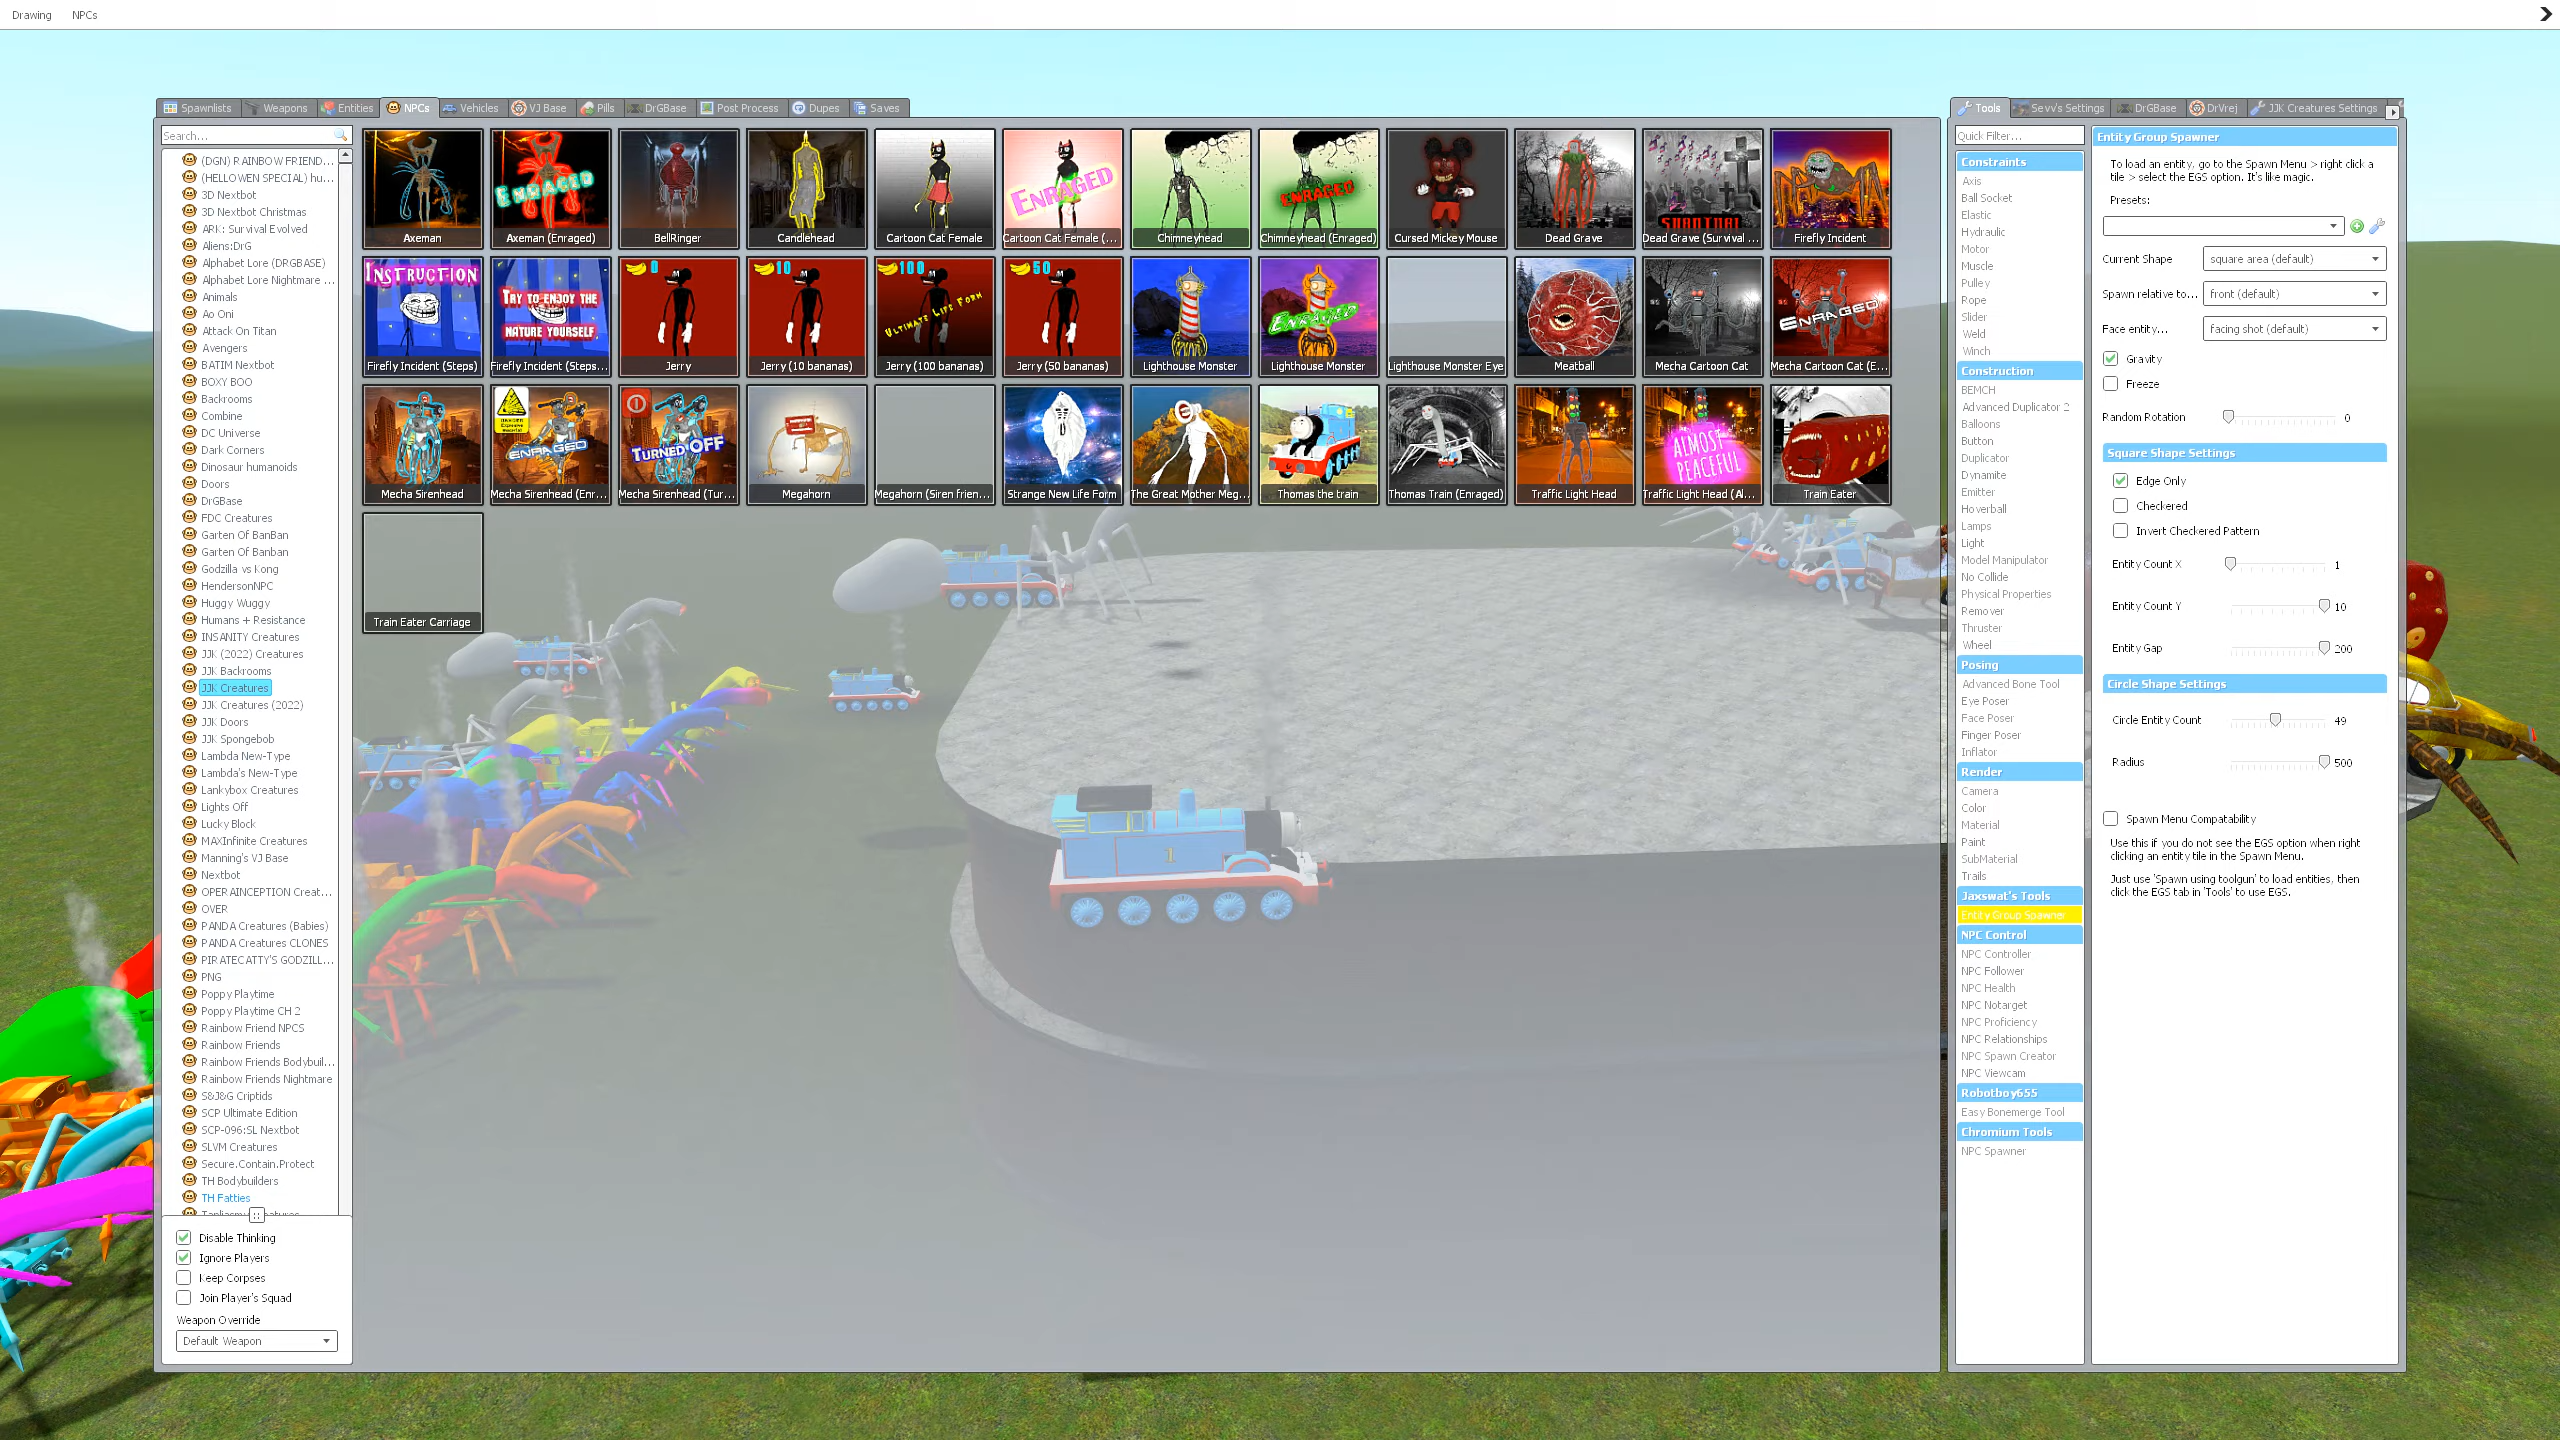 Drawing NPCs
Spawnlists Weapons Entities NPCs Vehicles VJ Base Pills DrGBase Post Process Dupes Saves
Search...
(DGN) RAINBOW FRIEND...
(HELLOWEN SPECIAL) hu...
3D Nextbot
3D Nextbot Christmas
ARK: Survival Evolved
Aliens:DrG
Alphabet Lore (DRGBASE)
Alphabet Lore Nightmare ...
Animals
Ao Oni
Attack On Titan
Avengers
BATIM Nextbot
BOXY BOO
Backrooms
Combine
DC Universe
Dark Corners
Dinosaur humanoids
Doors
DrGBase
FDC Creatures
Garten Of BanBan
Garten Of Banban
Godzilla vs Kong
HendersonNPC
Huggy Wuggy
Humans + Resistance
INSANITY Creatures
JJK (2022) Creatures
JJK Backrooms
JJK Creatures
JJK Creatures (2022)
JJK Doors
JJK Spongebob
Lambda New-Type
Lambda's New-Type
Lankybox Creatures
Lights Off
Lucky Block
MAXInfinite Creatures
Manning's VJ Base
Nextbot
OPERAINCEPTION Creat...
OVER
PANDA Creatures (Babies)
PANDA Creatures CLONES
PIRATECATTY'S GODZILL...
PNG
Poppy Playtime
Poppy Playtime CH 2
Rainbow Friend NPCS
Rainbow Friends
Rainbow Friends Bodybuil...
Rainbow Friends Nightmare
S&J&G Criptids
SCP Ultimate Edition
SCP-096:SL Nextbot
SLVM Creatures
Secure.Contain.Protect
TH Bodybuilders
TH Fatties
Disable Thinking
Ignore Players
Keep Corpses
Join Player's Squad
Weapon Override
Default Weapon
ENRAGED
ENRAGED
ENRAGED
SURVIVAL
Axeman
Axeman (Enraged)
BellRinger
Candlehead
Cartoon Cat Female
Cartoon Cat Female (...
Chimneyhead
Chimneyhead (Enraged)
Cursed Mickey Mouse
Dead Grave
Dead Grave (Survival ...
Firefly Incident
INSTRUCTION
TRY TO ENJOY THE
NATURE YOURSELF.
0
10
100
ULTIMATE LIFE FORM
50
ENRAGED
ENRAGED
Firefly Incident (Steps)
Firefly Incident (Steps...
Jerry
Jerry (10 bananas)
Jerry (100 bananas)
Jerry (50 bananas)
Lighthouse Monster
Lighthouse Monster
Lighthouse Monster Eye
Meatball
Mecha Cartoon Cat
Mecha Cartoon Cat (E...
ENRAGED
TURNED OFF
ALMOST
PEACEFUL
Mecha Sirenhead
Mecha Sirenhead (Enr...
Mecha Sirenhead (Tur...
Megahorn
Megahorn (Siren frien...
Strange New Life Form
The Great Mother Meg...
Thomas the train
Thomas Train (Enraged)
Traffic Light Head
Traffic Light Head (Al...
Train Eater
Train Eater Carriage
1
Tools Sevv's Settings DrGBase DrVrej JJK Creatures Settings
Quick Filter...
Constraints
Axis
Ball Socket
Elastic
Hydraulic
Motor
Muscle
Pulley
Rope
Slider
Weld
Winch
Construction
BEMCH
Advanced Duplicator 2
Balloons
Button
Duplicator
Dynamite
Emitter
Hoverball
Lamps
Light
Model Manipulator
No Collide
Physical Properties
Remover
Thruster
Wheel
Posing
Advanced Bone Tool
Eye Poser
Face Poser
Finger Poser
Inflator
Render
Camera
Color
Material
Paint
SubMaterial
Trails
Jaxswat's Tools
Entity Group Spawner
NPC Control
NPC Controller
NPC Follower
NPC Health
NPC Notarget
NPC Proficiency
NPC Relationships
NPC Spawn Creator
NPC Viewcam
Robotboy655
Easy Bonemerge Tool
Chromium Tools
NPC Spawner
Entity Group Spawner
To load an entity, go to the Spawn Menu > right click a
tile > select the EGS option. It's like magic.
Presets:
Current Shape square area (default)
Spawn relative to... front (default)
Face entity... facing shot (default)
Gravity
Freeze
Random Rotation 0
Square Shape Settings
Edge Only
Checkered
Invert Checkered Pattern
Entity Count X 1
Entity Count Y 10
Entity Gap 200
Circle Shape Settings
Circle Entity Count 49
Radius 500
Spawn Menu Compatability
Use this if you do not see the EGS option when right
clicking an entity tile in the Spawn Menu.
Just use 'Spawn using toolgun' to load entities, then
click the EGS tab in 'Tools' to use EGS.